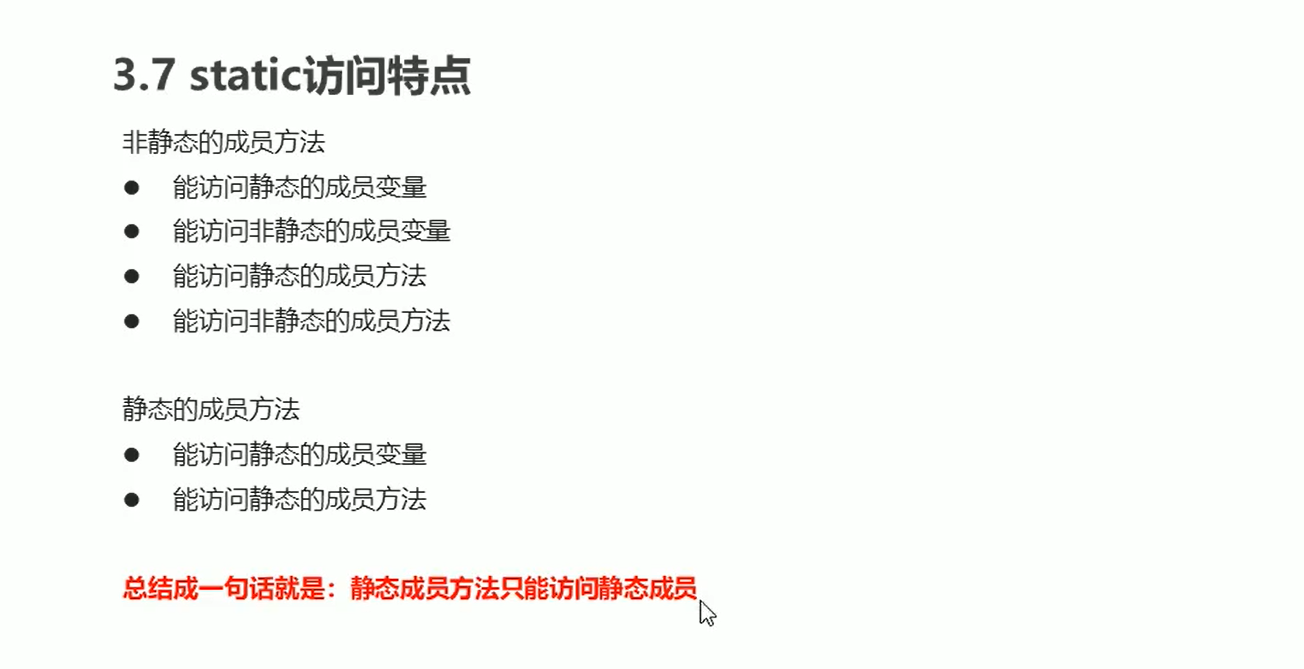 3.7 static访问特点
非静态的成员方法
● 能访问静态的成员变量
● 能访问非静态的成员变量
● 能访问静态的成员方法
● 能访问非静态的成员方法
静态的成员方法
● 能访问静态的成员变量
● 能访问静态的成员方法
总结成一句话就是：静态成员方法只能访问静态成员